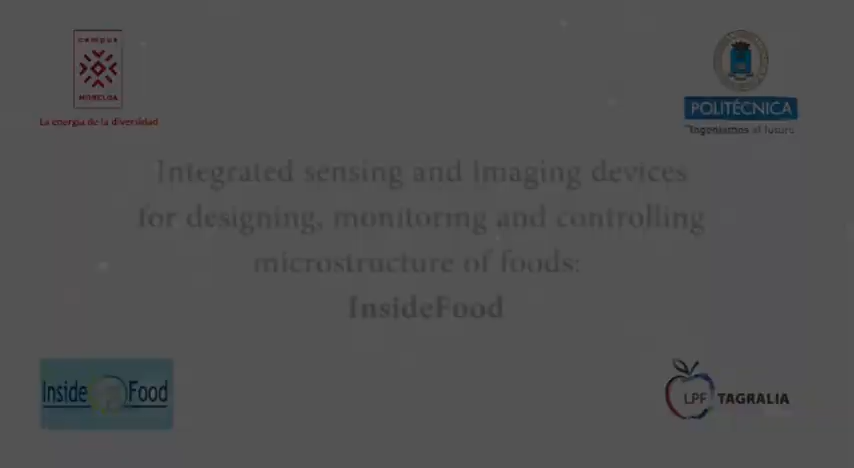 campus
MONCLOA
La energía de la diversidad
POLITÉCNICA
"Ingeniamos el futuro"
Integrated sensing and imaging devices
for designing, monitoring and controlling
microstructure of foods:
InsideFood
Inside Food
LPF TAGRALIA